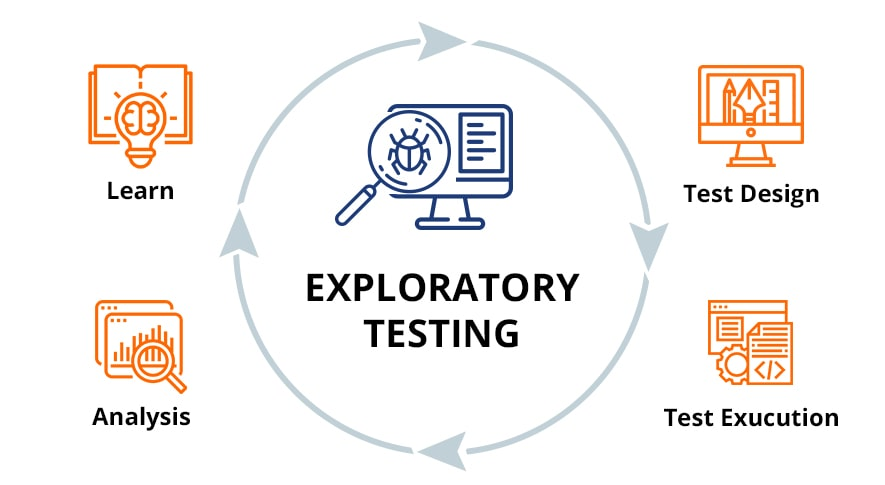 Learn
Test Design
EXPLORATORY
TESTING
Analysis
Test Exucution